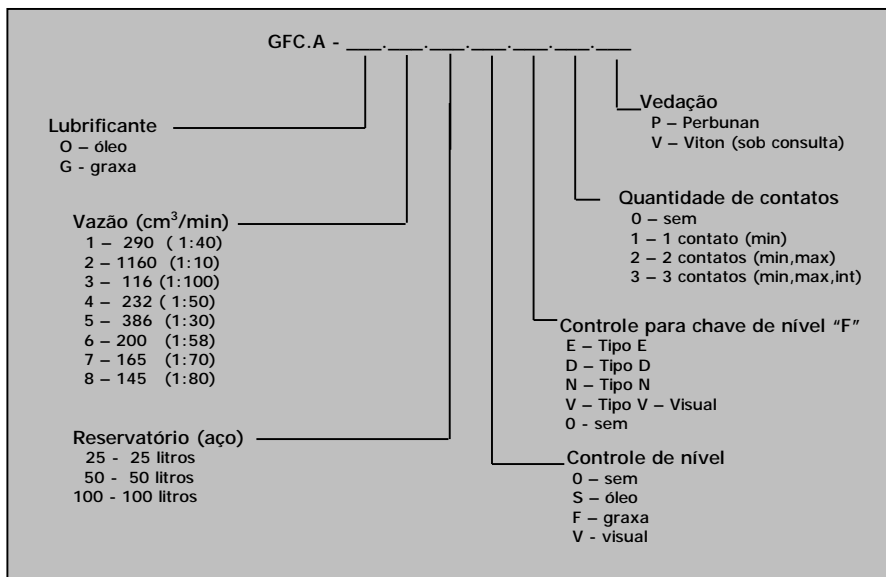 GFC.A - ___.___.___.___.___.___.___
Lubrificante
O – óleo
G - graxa
Vazão (cm³/min)
1 – 290 ( 1:40)
2 – 1160 (1:10)
3 – 116 (1:100)
4 – 232 ( 1:50)
5 – 386 (1:30)
6 – 200 (1:58)
7 – 165 (1:70)
8 – 145 (1:80)
Reservatório (aço)
25 - 25 litros
50 - 50 litros
100 - 100 litros
Vedação
P – Perbunan
V – Viton (sob consulta)
Quantidade de contatos
0 – sem
1 – 1 contato (min)
2 – 2 contatos (min,max)
3 – 3 contatos (min,max,int)
Controle para chave de nível “F”
E – Tipo E
D – Tipo D
N – Tipo N
V – Tipo V – Visual
0 - sem
Controle de nível
0 – sem
S – óleo
F – graxa
V - visual